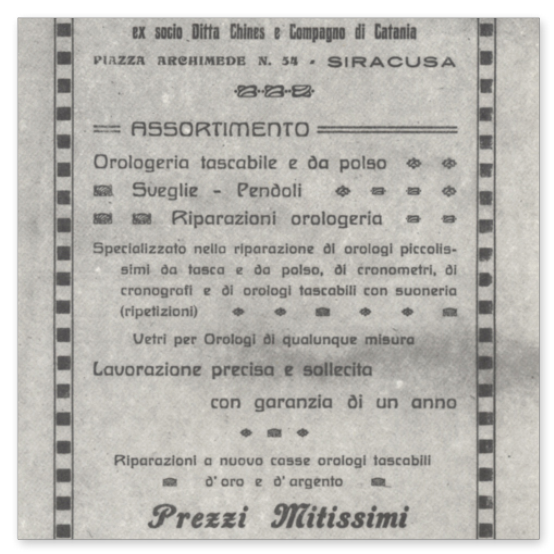 ex socio Ditta Chines e Compagno di Catania
PIAZZA ARCHIMEDE N. 54 - SIRACUSA
ASSORTIMENTO
Orologeria tascabile e da polso
Sveglie - Pendoli
Riparazioni orologeria
Specializzato nella riparazione di orologi piccolis-
simi da tasca e da polso, di cronometri, di
cronografi e di orologi tascabili con suoneria
(ripetizioni)
Vetri per Orologi di qualunque misura
Lavorazione precisa e sollecita
con garanzia di un anno
Riparazioni a nuovo casse orologi tascabili
d'oro e d'argento
Prezzi Mitissimi